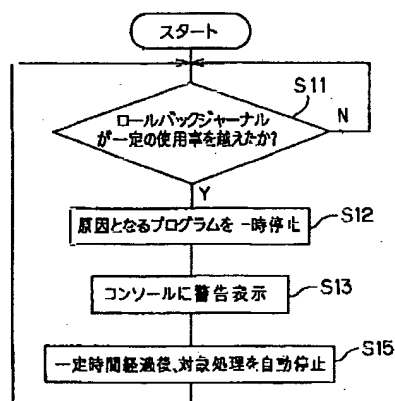 スタート
S11
ロールバックジャーナル
が一定の使用率を越えたか?
N
Y
S12
原因となるプログラムを一時停止
S13
コンソールに警告表示
S15
一定時間経過後、対象処理を自動停止